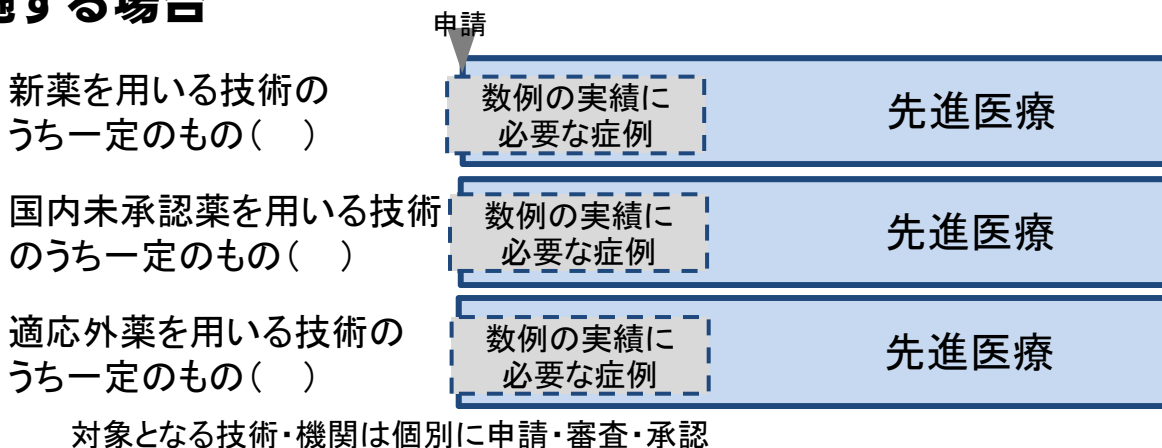 施する場合
申請
新薬を用いる技術の
うち一定のもの(　)
数例の実績に
必要な症例
先進医療
国内未承認薬を用いる技術
のうち一定のもの(　)
数例の実績に
必要な症例
先進医療
適応外薬を用いる技術の
うち一定のもの(　)
数例の実績に
必要な症例
先進医療
対象となる技術・機関は個別に申請・審査・承認